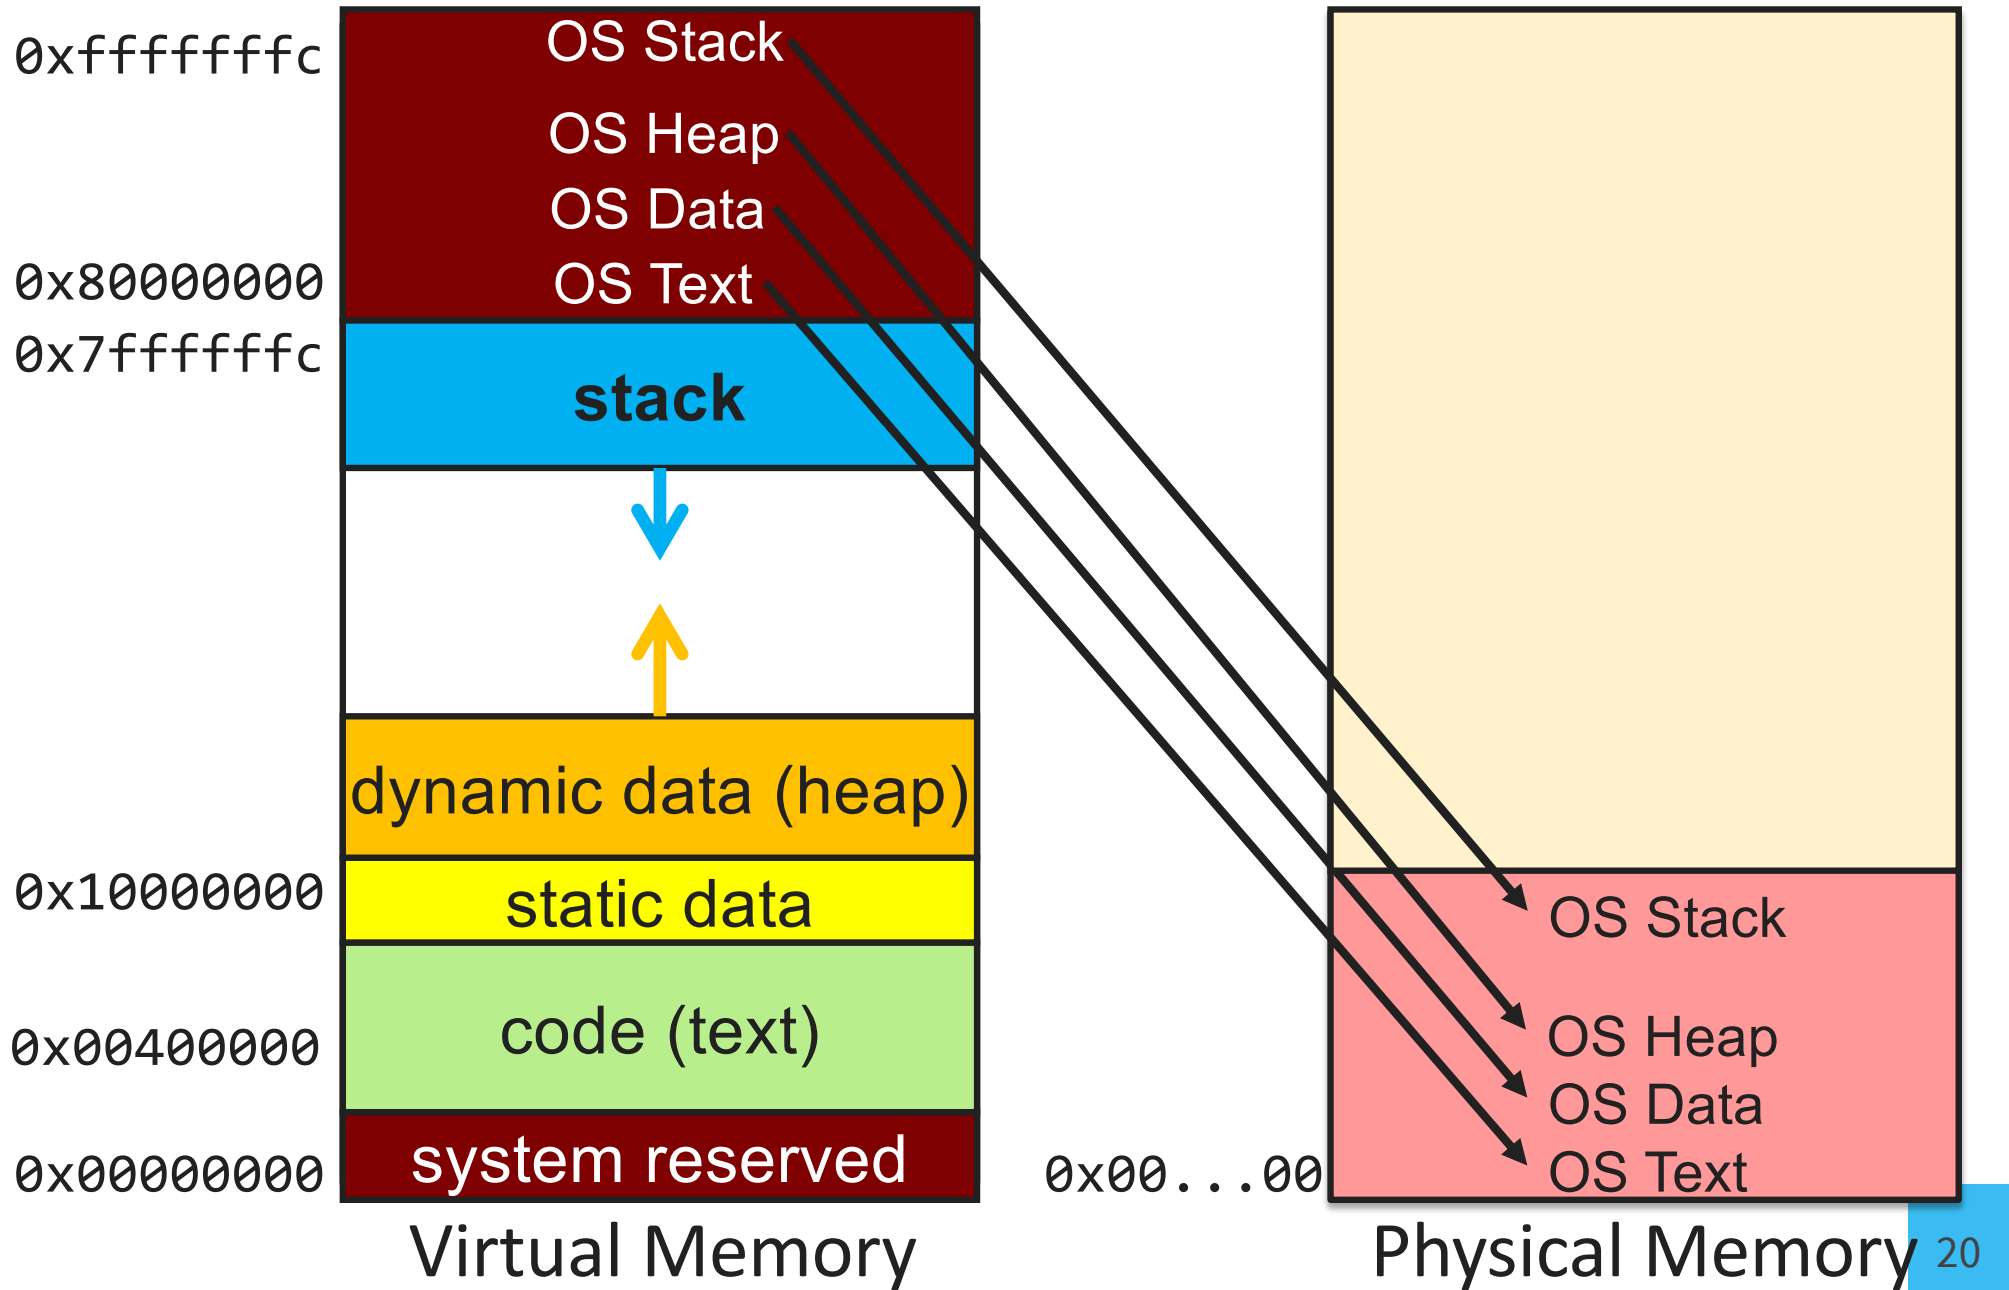 0xfffffffc
OS Stack
OS Heap
OS Data
0x80000000
OS Text
0x7ffffffc
stack
dynamic data (heap)
0x10000000
static data
code (text)
0x00400000
system reserved
0x00000000
Virtual Memory
OS Stack
OS Heap
OS Data
0x00...00
OS Text
Physical Memory
20